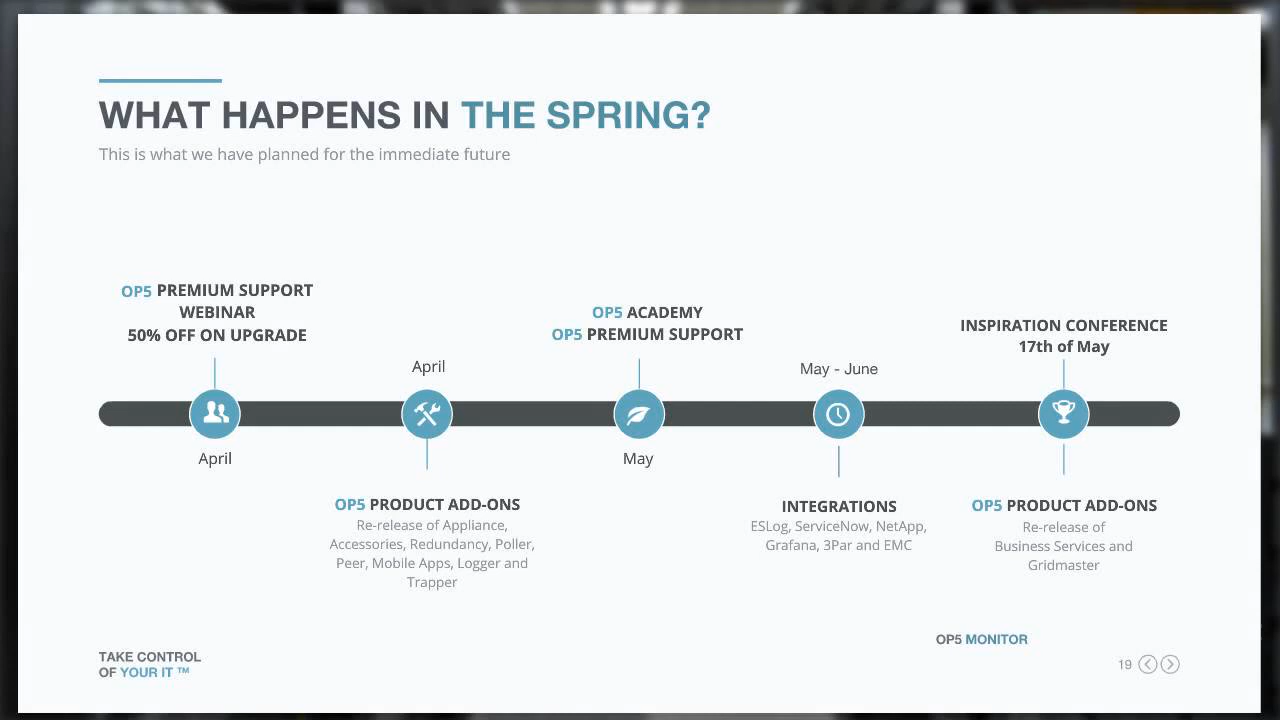 WHAT HAPPENS IN THE SPRING?
This is what we have planned for the immediate future
OP5 PREMIUM SUPPORT
WEBINAR
50% OFF ON UPGRADE
April
April
OP5 PRODUCT ADD-ONS
Re-release of Appliance,
Accessories, Redundancy, Poller,
Peer, Mobile Apps, Logger and
Trapper
OP5 ACADEMY
OP5 PREMIUM SUPPORT
May
May - June
INTEGRATIONS
ESLog, ServiceNow, NetApp,
Grafana, 3Par and EMC
INSPIRATION CONFERENCE
17th of May
OP5 PRODUCT ADD-ONS
Re-release of
Business Services and
Gridmaster
OP5 MONITOR
TAKE CONTROL
OF YOUR IT ™
19